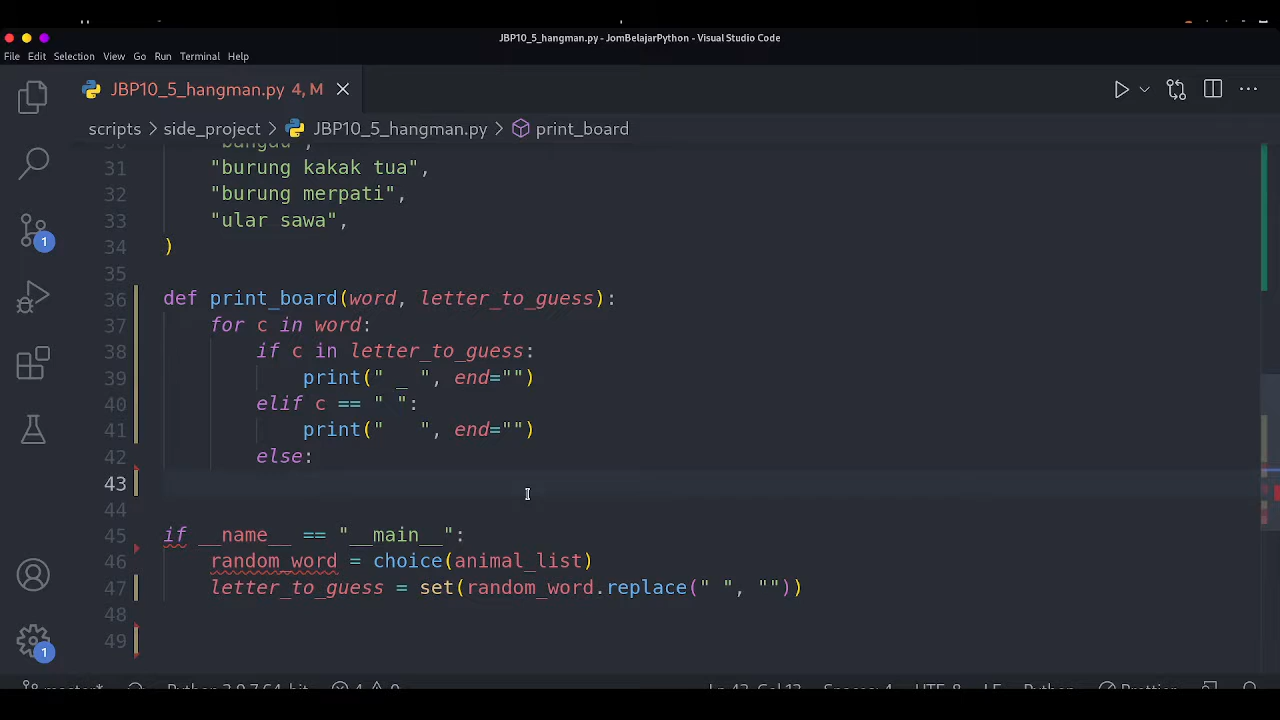 JBP10_5_hangman.py - JomBelajarPython - Visual Studio Code
File Edit Selection View Go Run Terminal Help
JBP10_5_hangman.py 4, M
scripts > side_project > JBP10_5_hangman.py > print_board
31 "burung kakak tua",
32 "burung merpati",
33 "ular sawa",
34 )
35
36 def print_board(word, letter_to_guess):
37 for c in word:
38 if c in letter_to_guess:
39 print(" _ ", end="")
40 elif c == " ":
41 print("   ", end="")
42 else:
43
44
45 if __name__ == "__main__":
46 random_word = choice(animal_list)
47 letter_to_guess = set(random_word.replace(" ", ""))
48
49
1
1